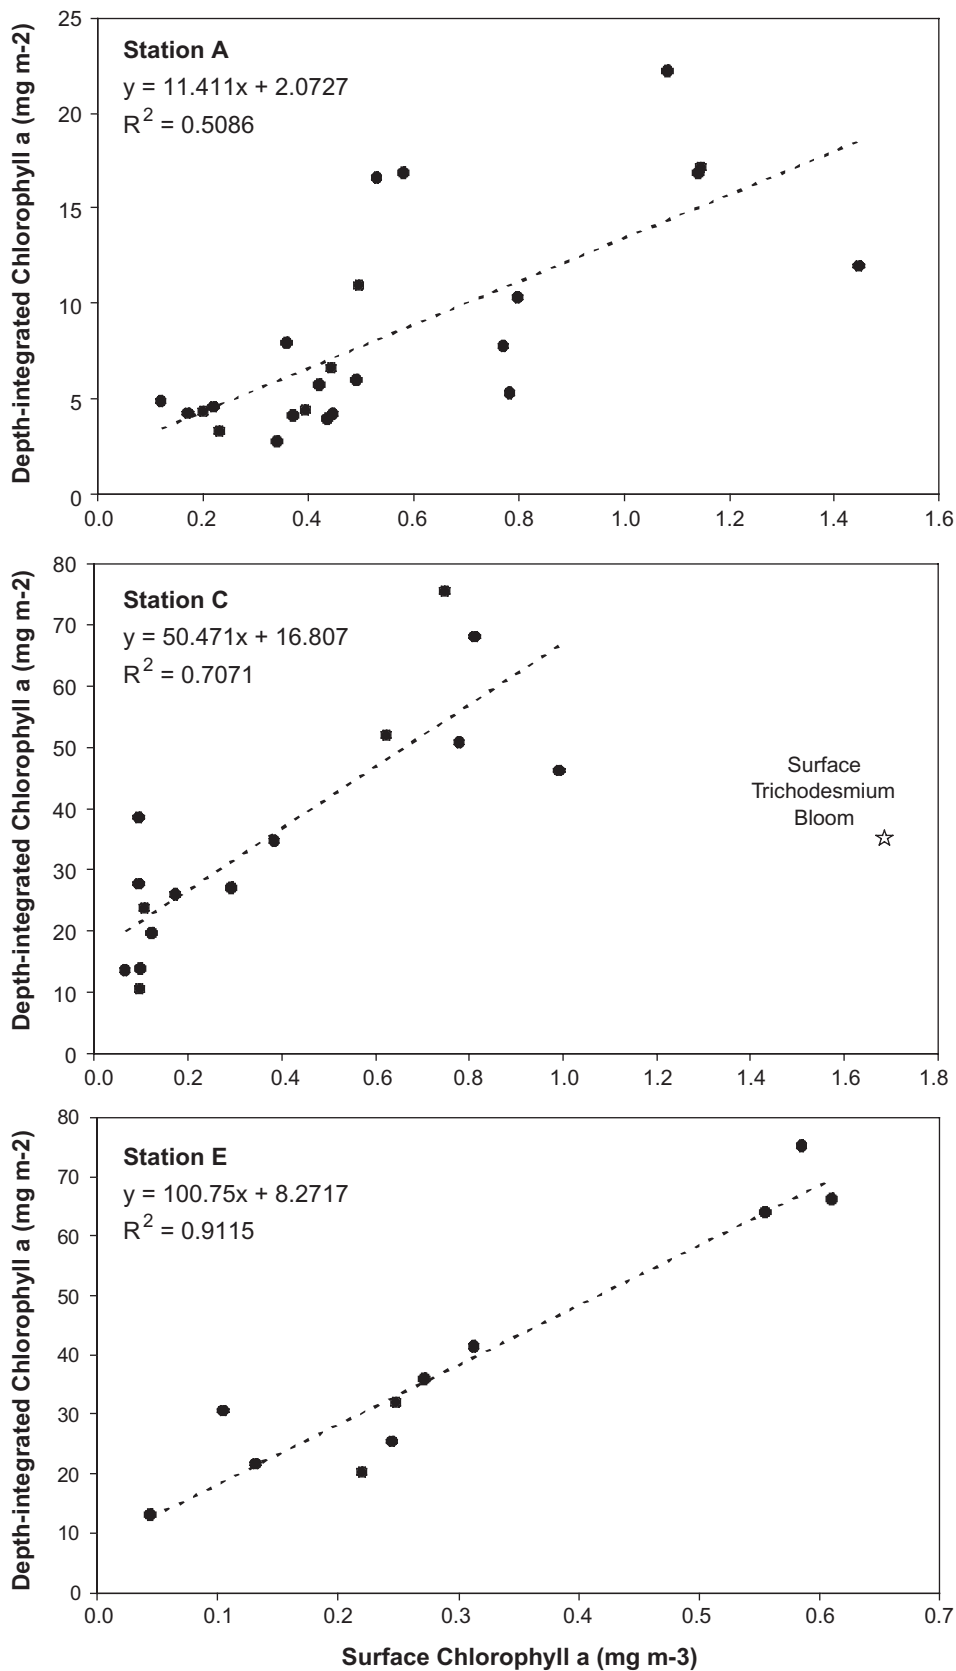 Depth-integrated Chlorophyll a (mg m-2)
25
20
15
10
5
0
Station A
y = 11.411x + 2.0727
R2 = 0.5086
0.0 0.2 0.4 0.6 0.8 1.0 1.2 1.4 1.6
Depth-integrated Chlorophyll a (mg m-2)
80
70
60
50
40
30
20
10
0
Station C
y = 50.471x + 16.807
R2 = 0.7071
Surface
Trichodesmium
Bloom
0.0 0.2 0.4 0.6 0.8 1.0 1.2 1.4 1.6 1.8
Depth-integrated Chlorophyll a (mg m-2)
80
70
60
50
40
30
20
10
0
Station E
y = 100.75x + 8.2717
R2 = 0.9115
0.0 0.1 0.2 0.3 0.4 0.5 0.6 0.7
Surface Chlorophyll a (mg m-3)